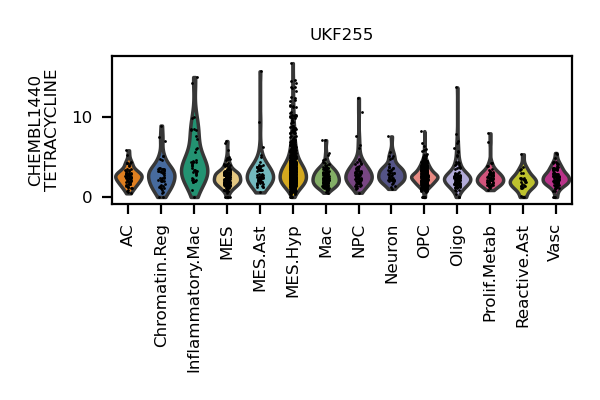 UKF255
CHEMBL1440
TETRACYCLINE
10
0
AC
Chromatin.Reg
Inflammatory.Mac
MES
MES.Ast
MES.Hyp
Mac
NPC
Neuron
OPC
Oligo
Prolif.Metab
Reactive.Ast
Vasc